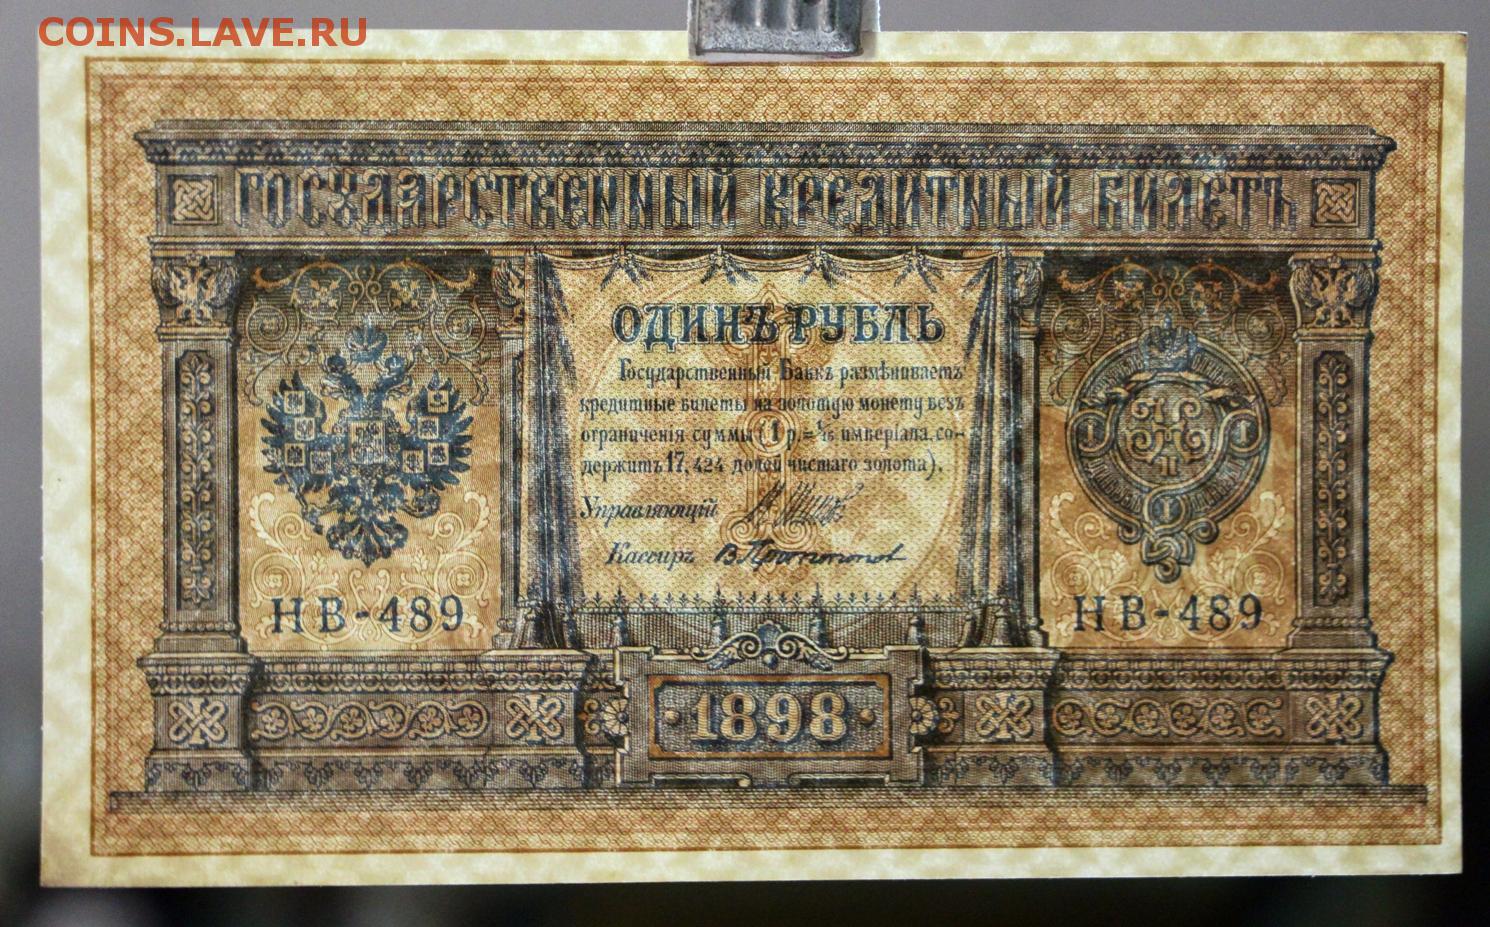 COINS.LAVE.RU
ГОСУДАРСТВЕННЫЙ КРЕДИТНЫЙ БИЛЕТЪ
ОДИНЪ РУБЛЬ
Государственный Банкъ размѣниваетъ
кредитные билеты на золотую монету безъ
ограниченія суммы (1 р. = 1/15 имперіала, со-
держитъ 17,424 долей чистаго золота).
Управляющій
Кассиръ В. Протопопов
НВ-489
НВ-489
1898